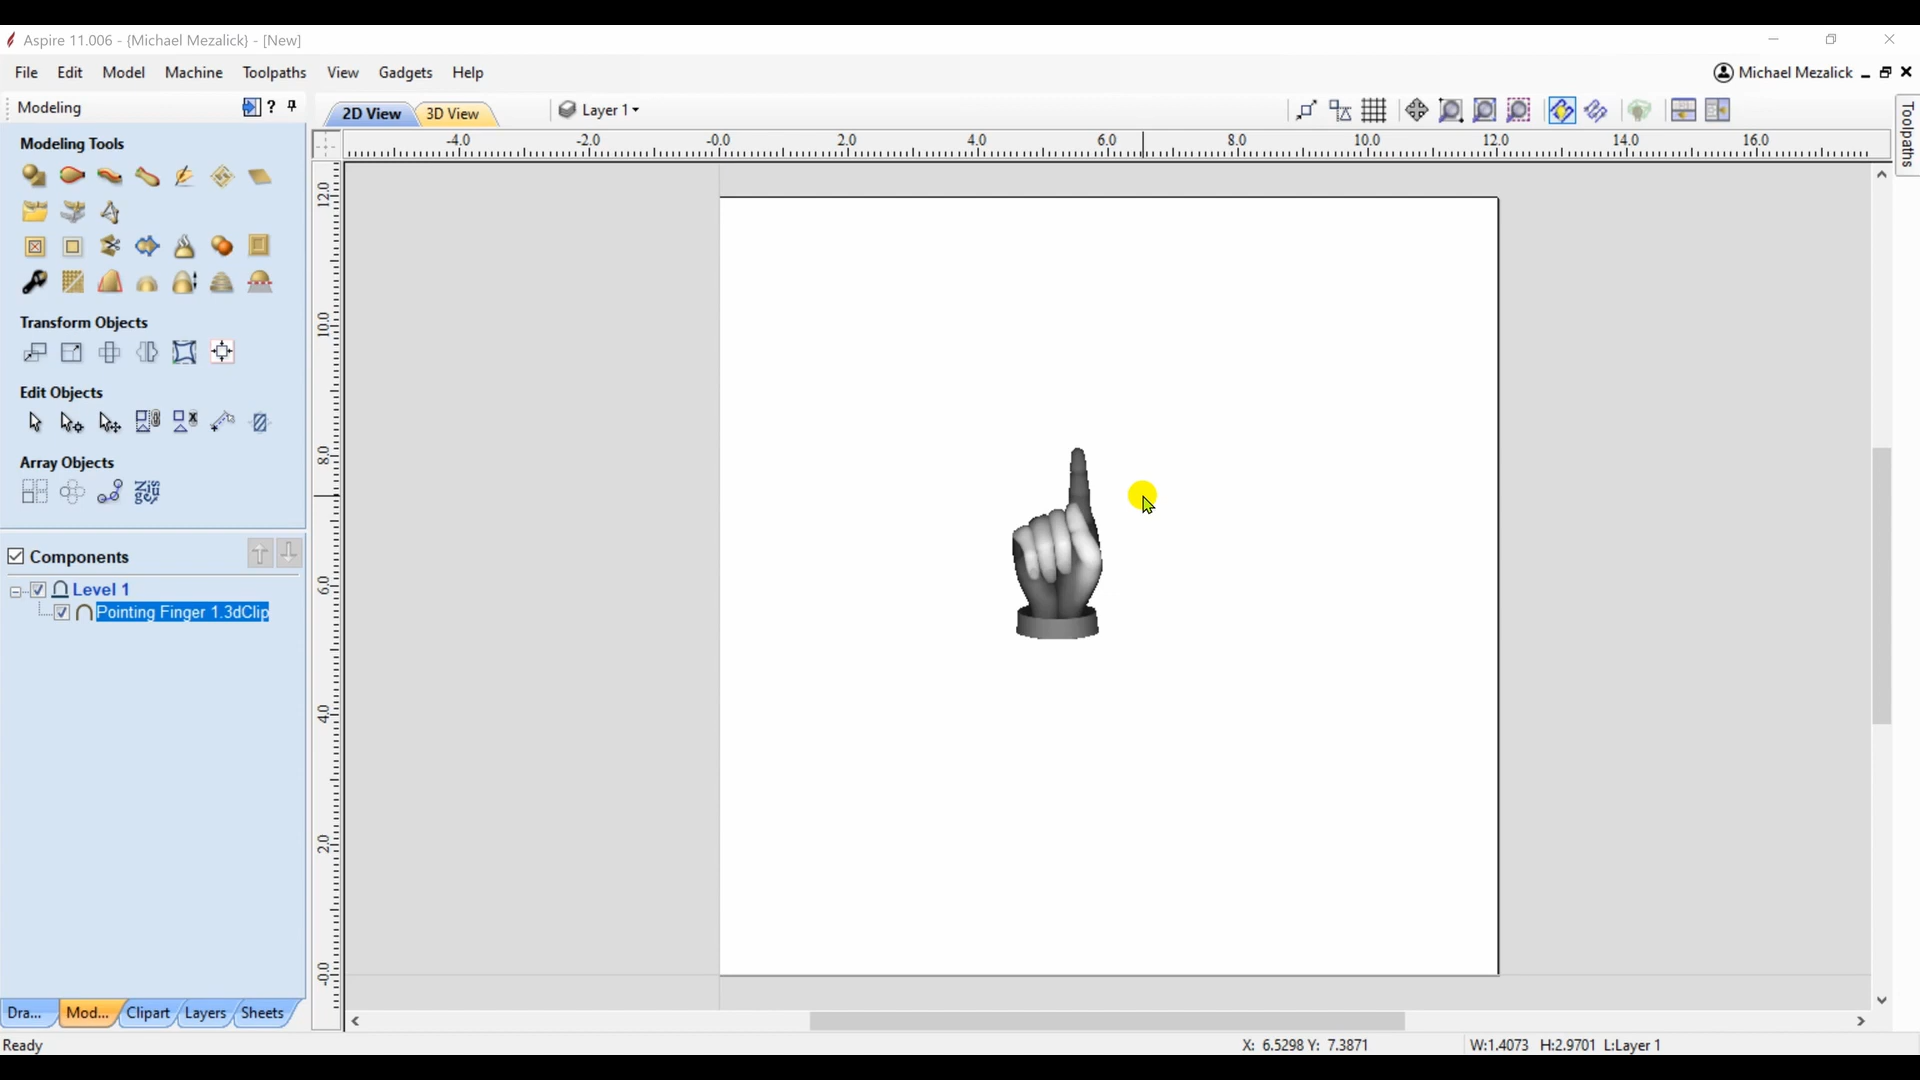 Aspire 11.006 - {Michael Mezalick} - [New]
File Edit Model Machine Toolpaths View Gadgets Help
Michael Mezalick
Modeling ?
2D View 3D View Layer 1
Toolpaths
-4.0 -2.0 -0.0 2.0 4.0 6.0 8.0 10.0 12.0 14.0 16.0
Modeling Tools
12.0
10.0
8.0
6.0
4.0
2.0
-0.0
Transform Objects
Edit Objects
Array Objects
Components
Level 1
Pointing Finger 1.3dClip
Dra... Mod... Clipart Layers Sheets
Ready
X: 6.5298 Y: 7.3871
W:1.4073 H:2.9701 L:Layer 1